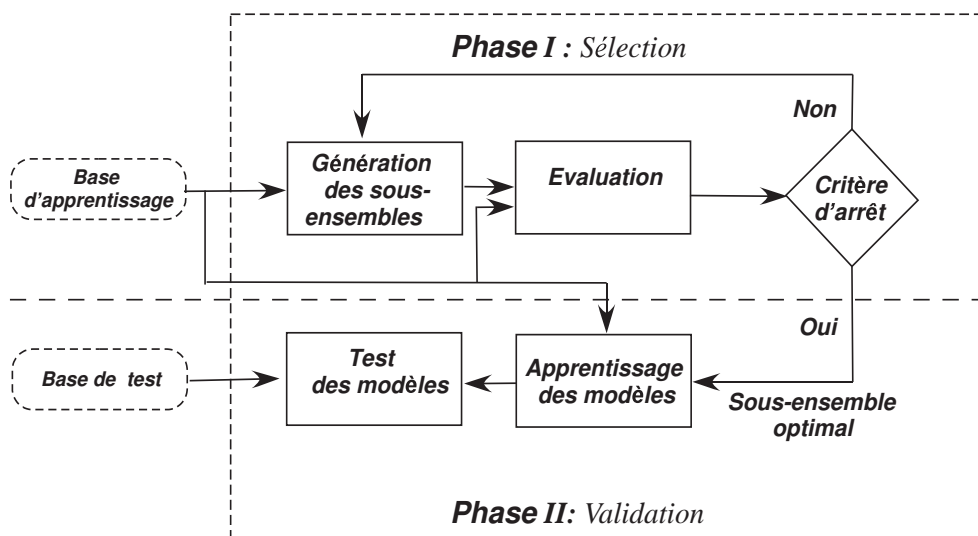 Phase I : Sélection
Non
Base
d'apprentissage
Génération
des sous-
ensembles
Evaluation
Critère
d'arrêt
Oui
Base de test
Test
des modèles
Apprentissage
des modèles
Sous-ensemble
optimal
Phase II: Validation